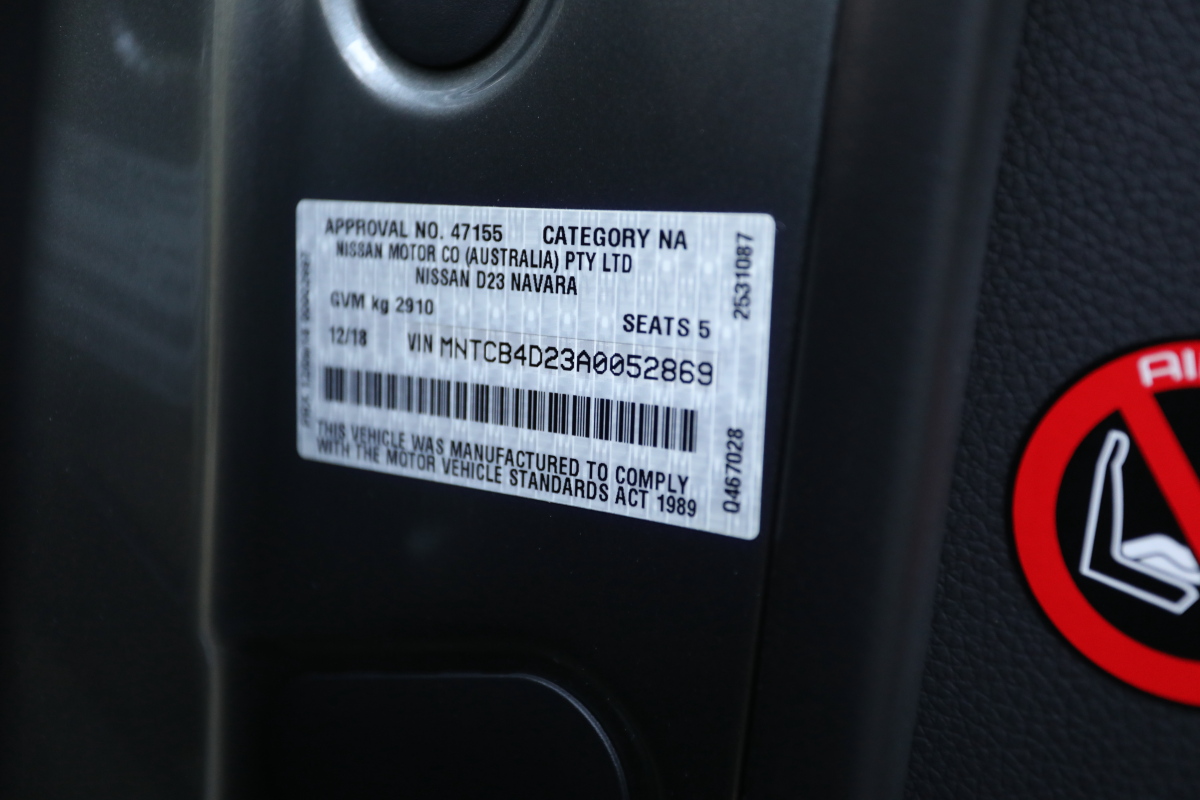 APPROVAL NO. 47155 CATEGORY NA
NISSAN MOTOR CO (AUSTRALIA) PTY LTD
NISSAN D23 NAVARA
GVM kg 2910
SEATS 5
12/18 VIN MNTCB4D23A0052869
THIS VEHICLE WAS MANUFACTURED TO COMPLY
WITH THE MOTOR VEHICLE STANDARDS ACT 1989
2531087
Q467028